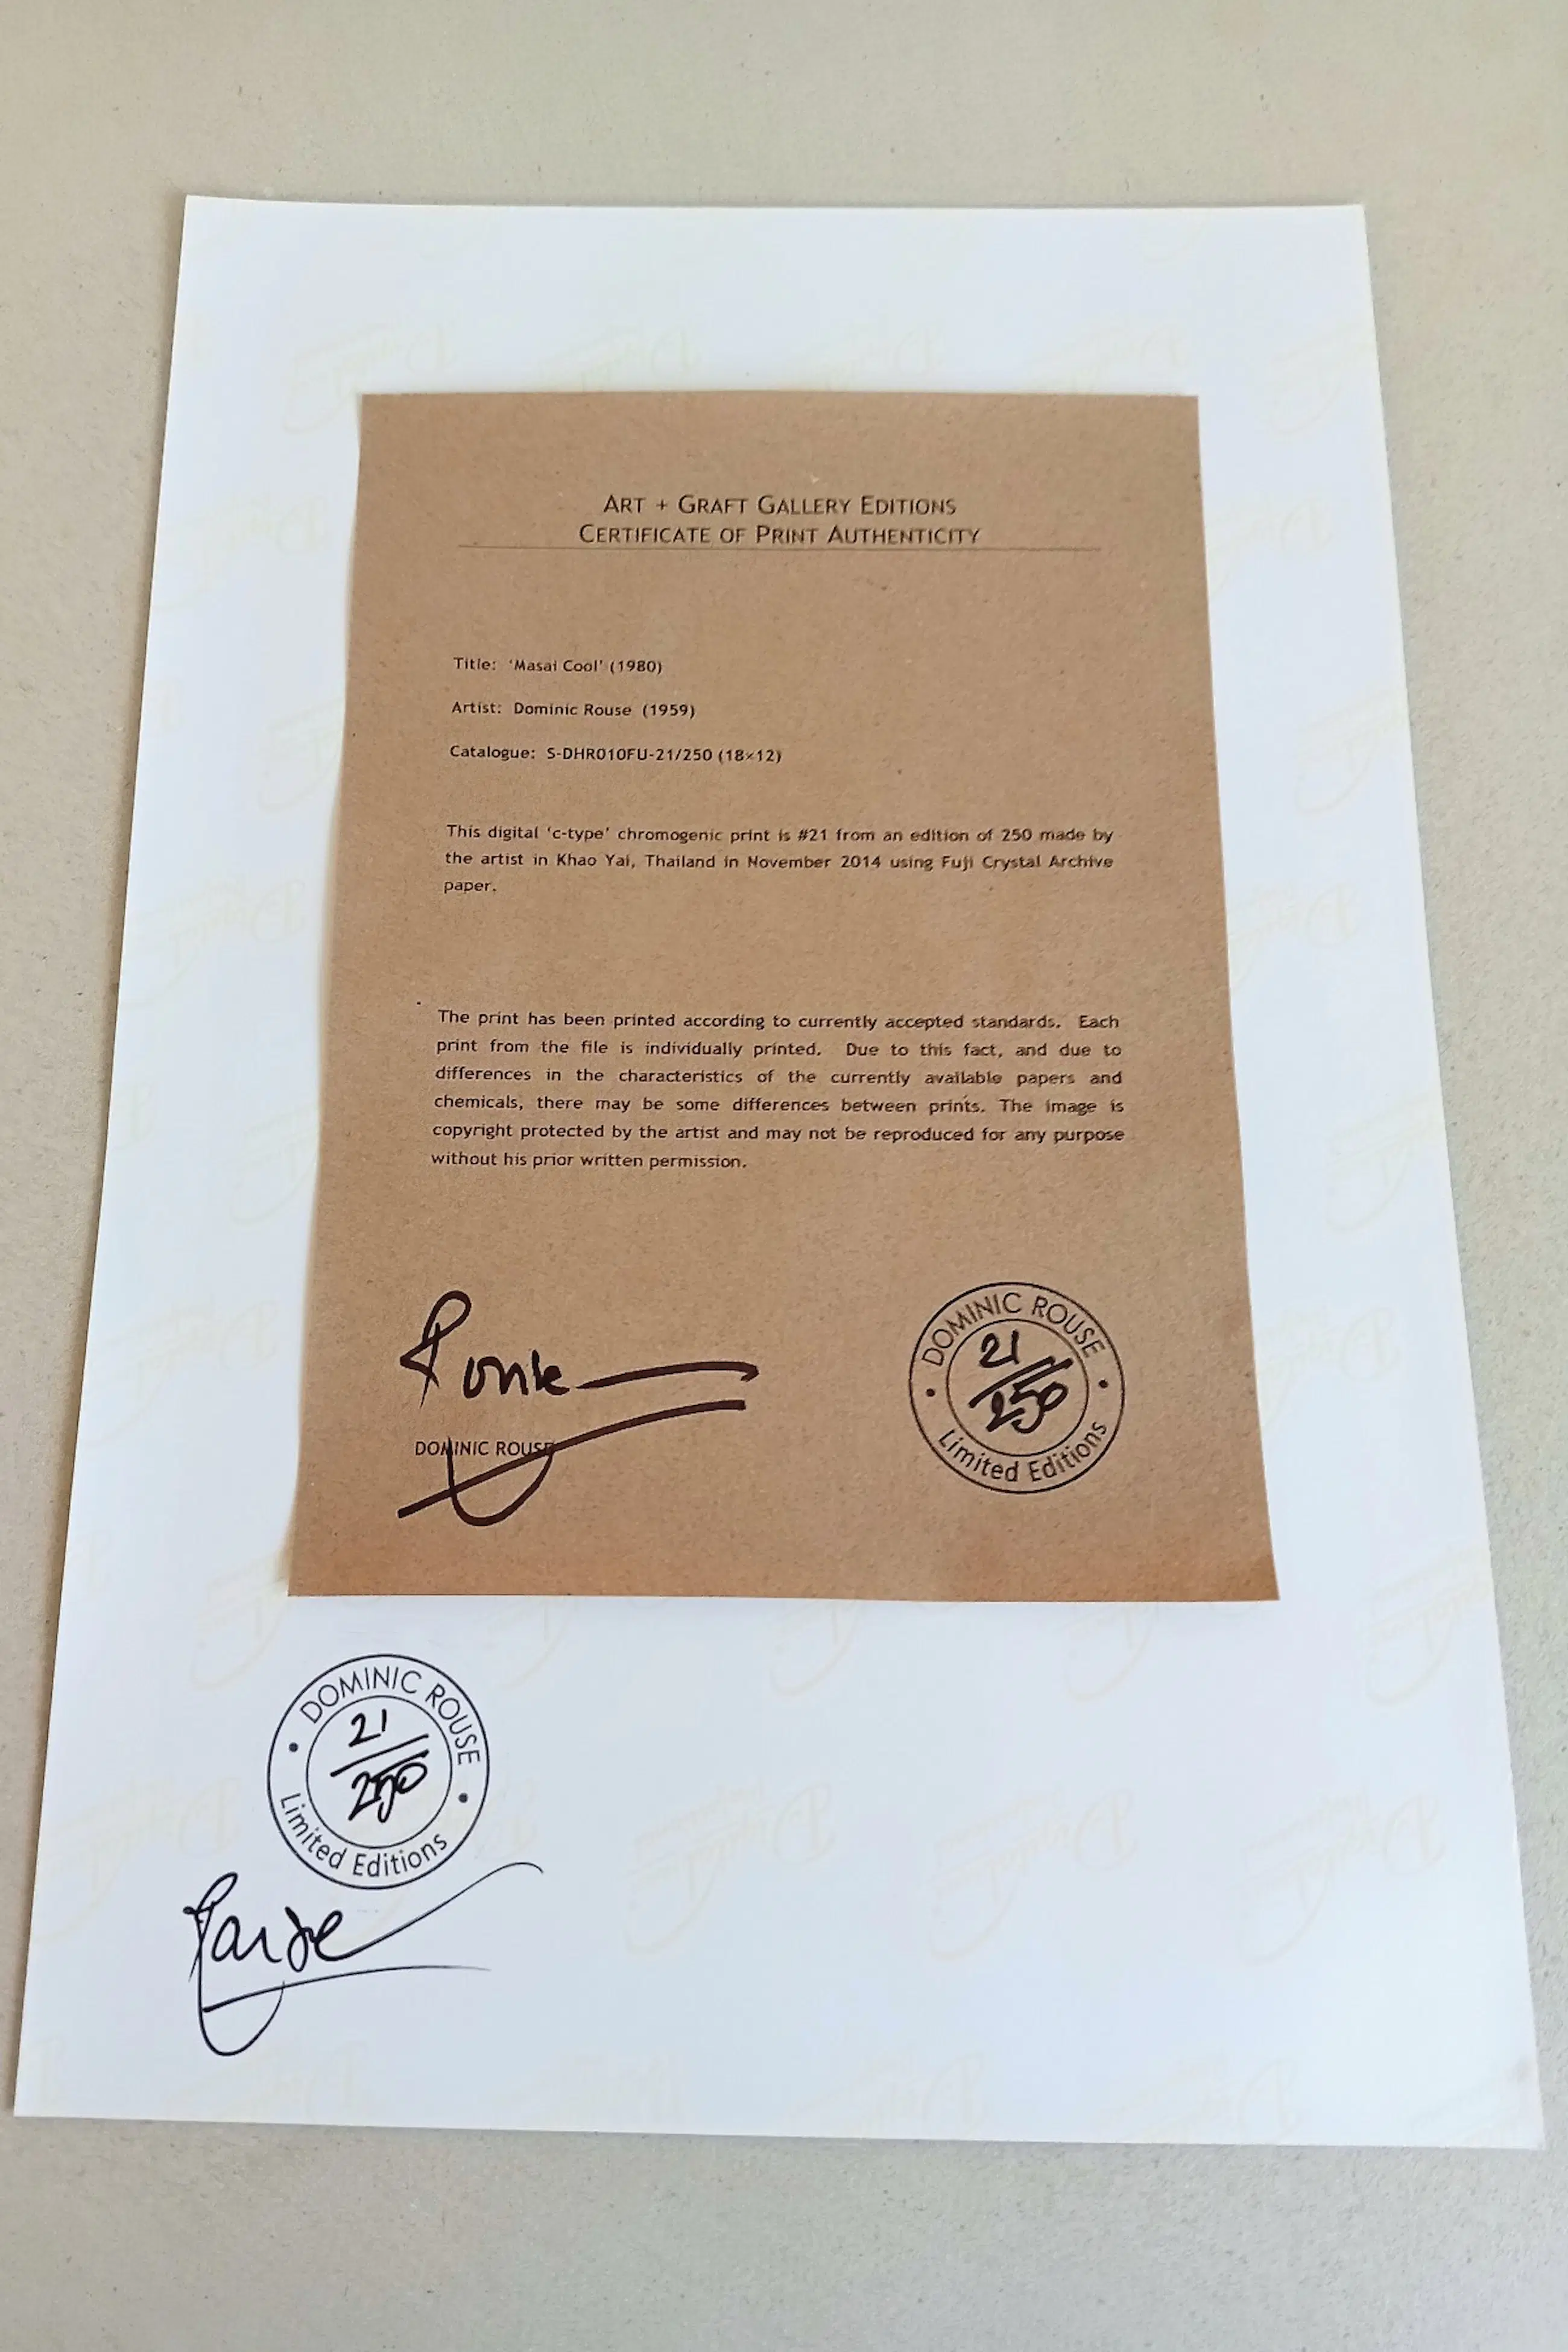 ART + GRAFT GALLERY EDITIONS
CERTIFICATE OF PRINT AUTHENTICITY
Title: ‘Masai Cool’ (1980)
Artist: Dominic Rouse (1959)
Catalogue: S-DHR010FU-21/250 (18×12)
This digital ‘c-type’ chromogenic print is #21 from an edition of 250 made by
the artist in Khao Yai, Thailand in November 2014 using Fuji Crystal Archive
paper.
The print has been printed according to currently accepted standards. Each
print from the file is individually printed. Due to this fact, and due to
differences in the characteristics of the currently available papers and
chemicals, there may be some differences between prints. The image is
copyright protected by the artist and may not be reproduced for any purpose
without his prior written permission.
Rouse
DOMINIC ROUSE
DOMINIC ROUSE
21/250
Limited Editions
DOMINIC ROUSE
21/250
Limited Editions
Rouse